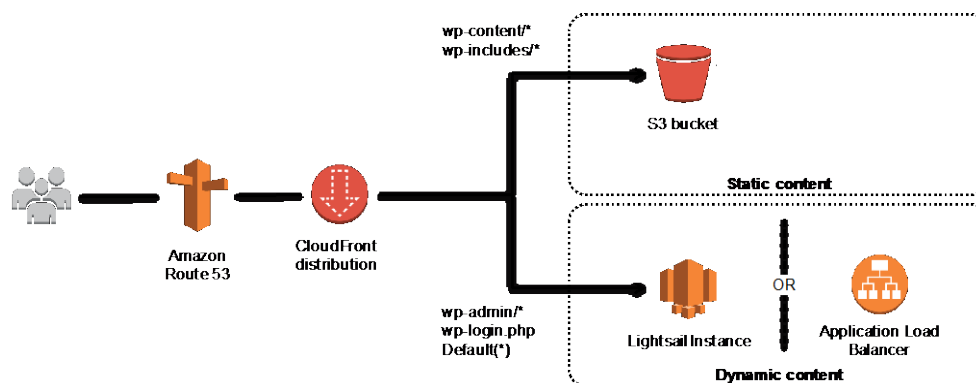 wp-content/*
wp-includes/*
S3 bucket
Static content
Amazon
Route 53
CloudFront
distribution
wp-admin/*
wp-login.php
Default(*)
Lightsail Instance
OR
Application Load
Balancer
Dynamic content